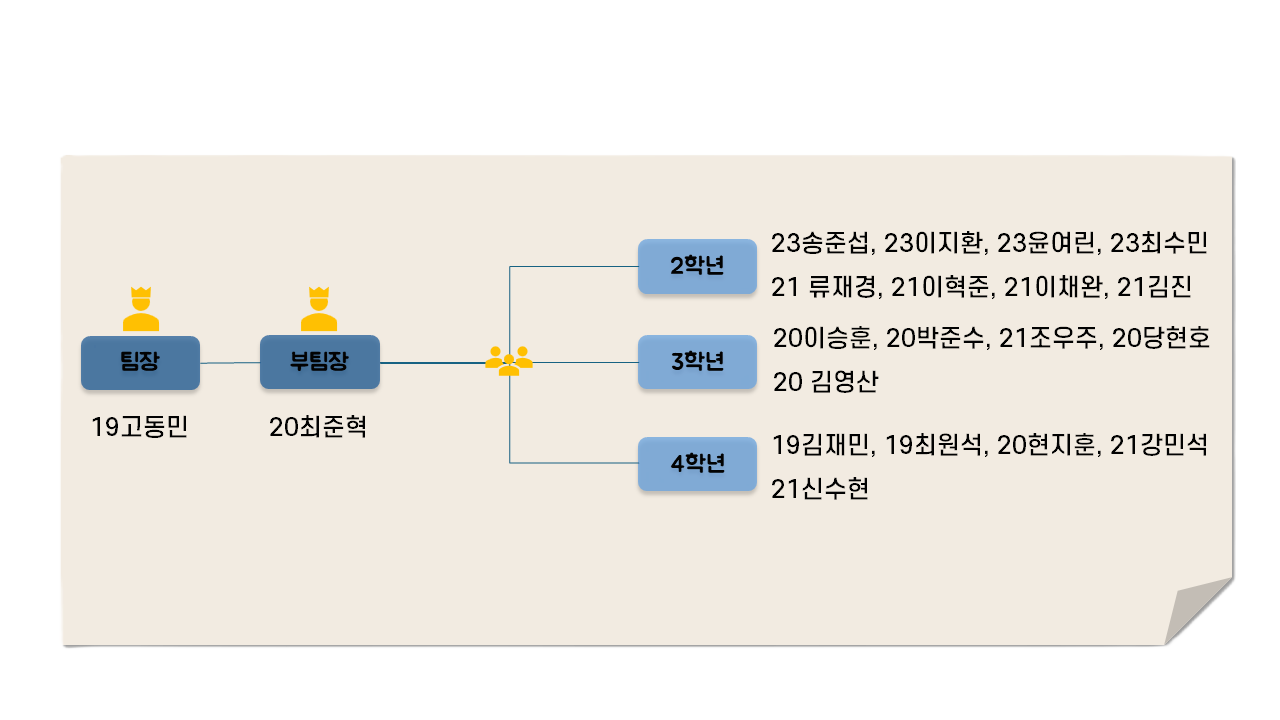 팀장
19고동민
부팀장
20최준혁
2학년
23송준섭, 23이지환, 23윤여린, 23최수민
21 류재경, 21이혁준, 21이채완, 21김진
3학년
20이승훈, 20박준수, 21조우주, 20당현호
20 김영산
4학년
19김재민, 19최원석, 20현지훈, 21강민석
21신수현